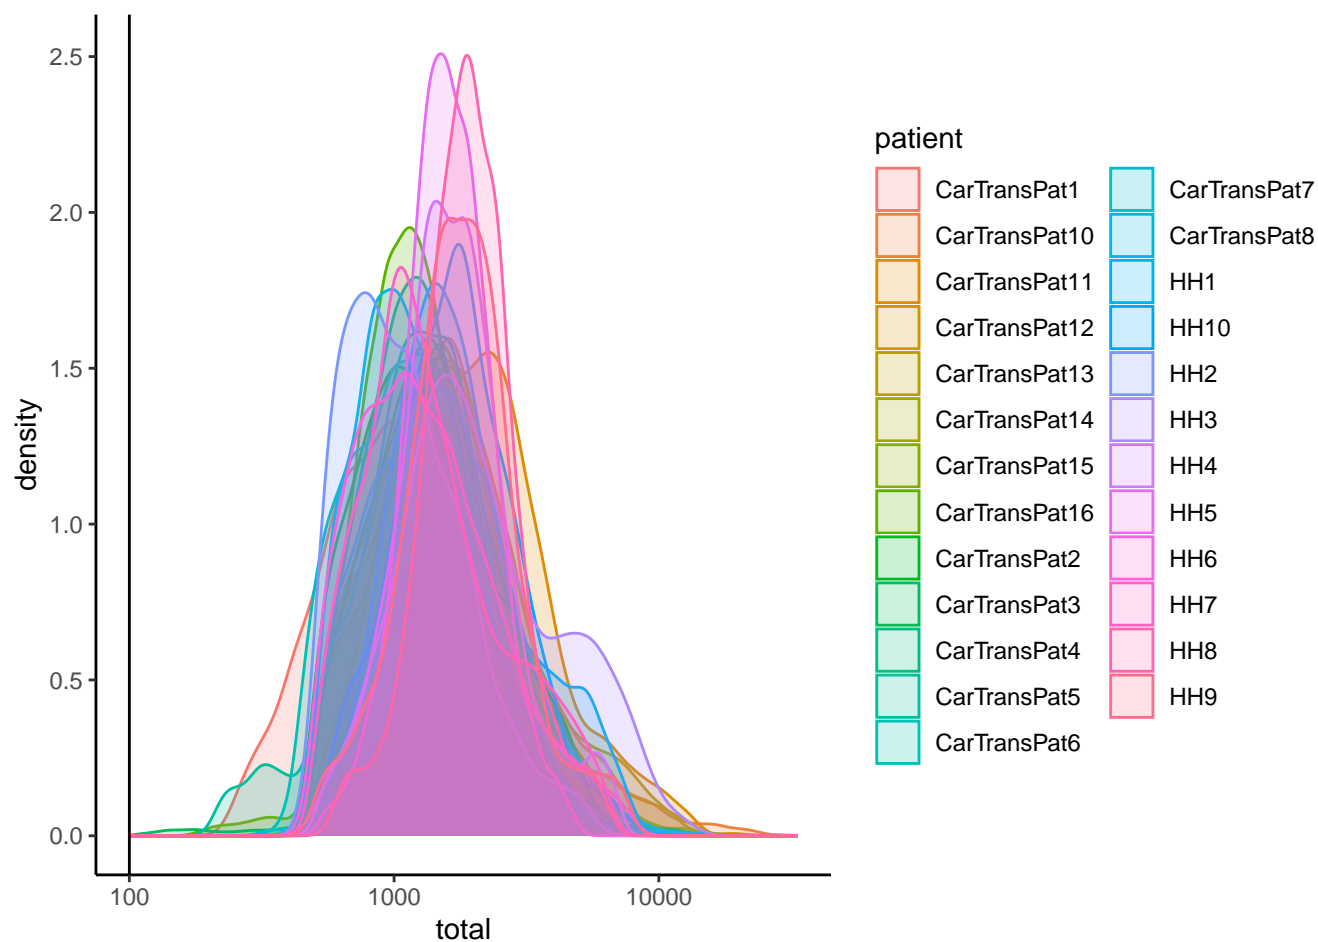 density
2.5
2.0
1.5
1.0
0.5
0.0
100
1000
10000
total
patient
CarTransPat1
CarTransPat10
CarTransPat11
CarTransPat12
CarTransPat13
CarTransPat14
CarTransPat15
CarTransPat16
CarTransPat2
CarTransPat3
CarTransPat4
CarTransPat5
CarTransPat6
CarTransPat7
CarTransPat8
HH1
HH10
HH2
HH3
HH4
HH5
HH6
HH7
HH8
HH9